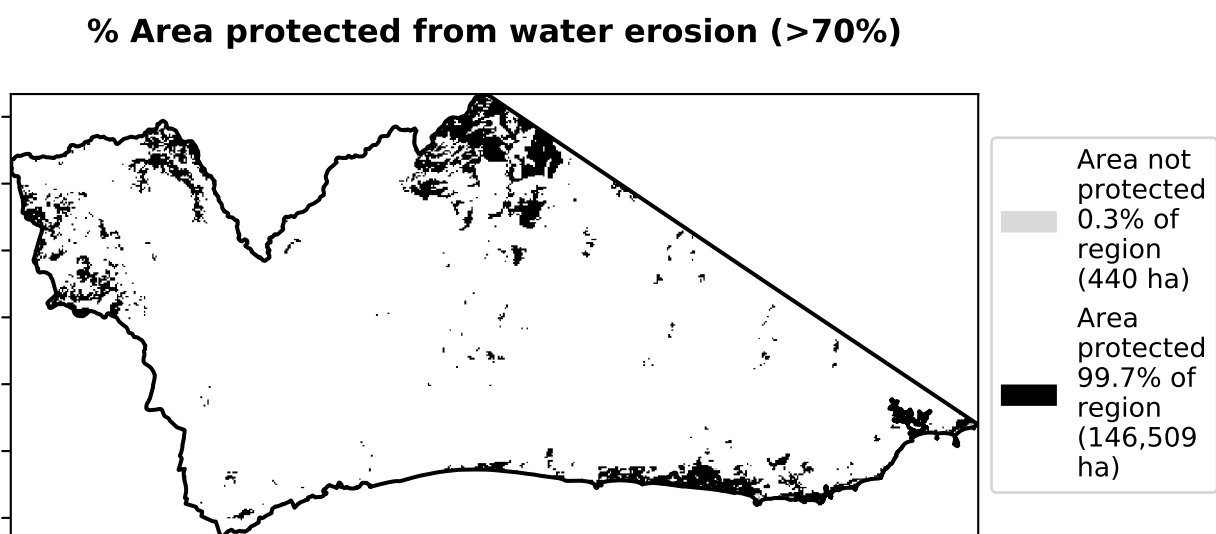 % Area protected from water erosion (>70%)
Area not
protected
0.3% of
region
(440 ha)
Area
protected
99.7% of
region
(146,509
ha)